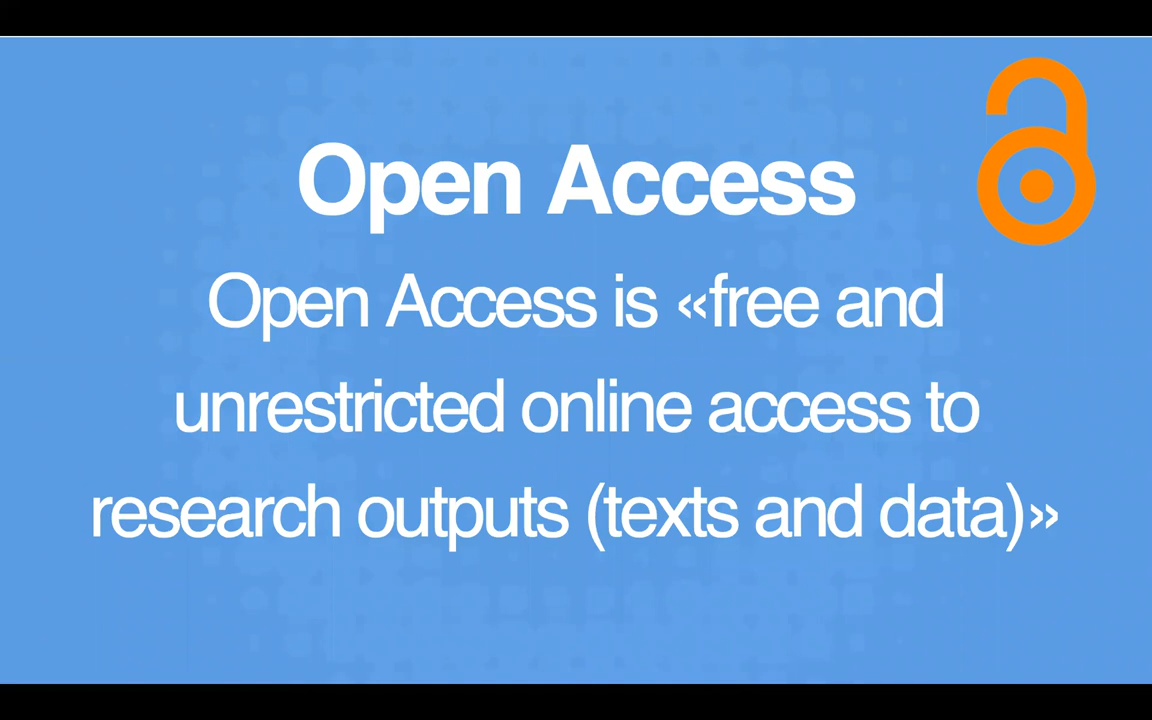 Open Access
Open Access is «free and
unrestricted online access to
research outputs (texts and data)»